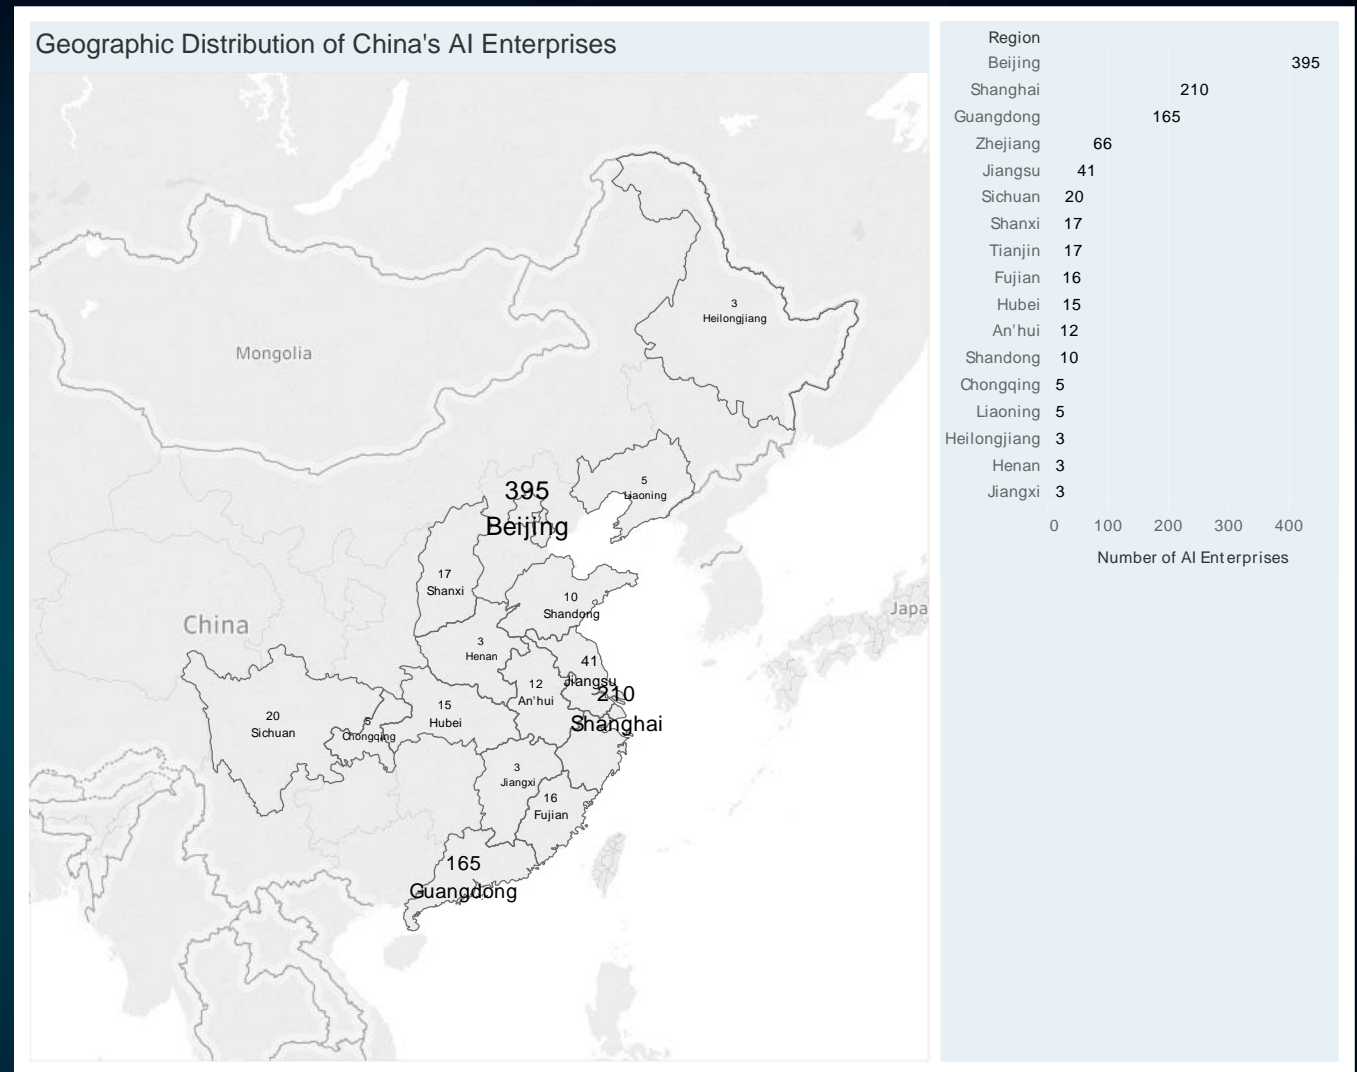 Geographic Distribution of China's AI Enterprises
Mongolia
3
Heilongjiang
5
Liaoning
395
Beijing
17
Shanxi
10
Shandong
China
Japa
3
Henan
41
Jiangsu
12
An'hui
210
Shanghai
15
Hubei
20
Sichuan
5
Chongqing
3
Jiangxi
16
Fujian
165
Guangdong
Region
Beijing 395
Shanghai 210
Guangdong 165
Zhejiang 66
Jiangsu 41
Sichuan 20
Shanxi 17
Tianjin 17
Fujian 16
Hubei 15
An'hui 12
Shandong 10
Chongqing 5
Liaoning 5
Heilongjiang 3
Henan 3
Jiangxi 3
0 100 200 300 400
Number of AI Enterprises